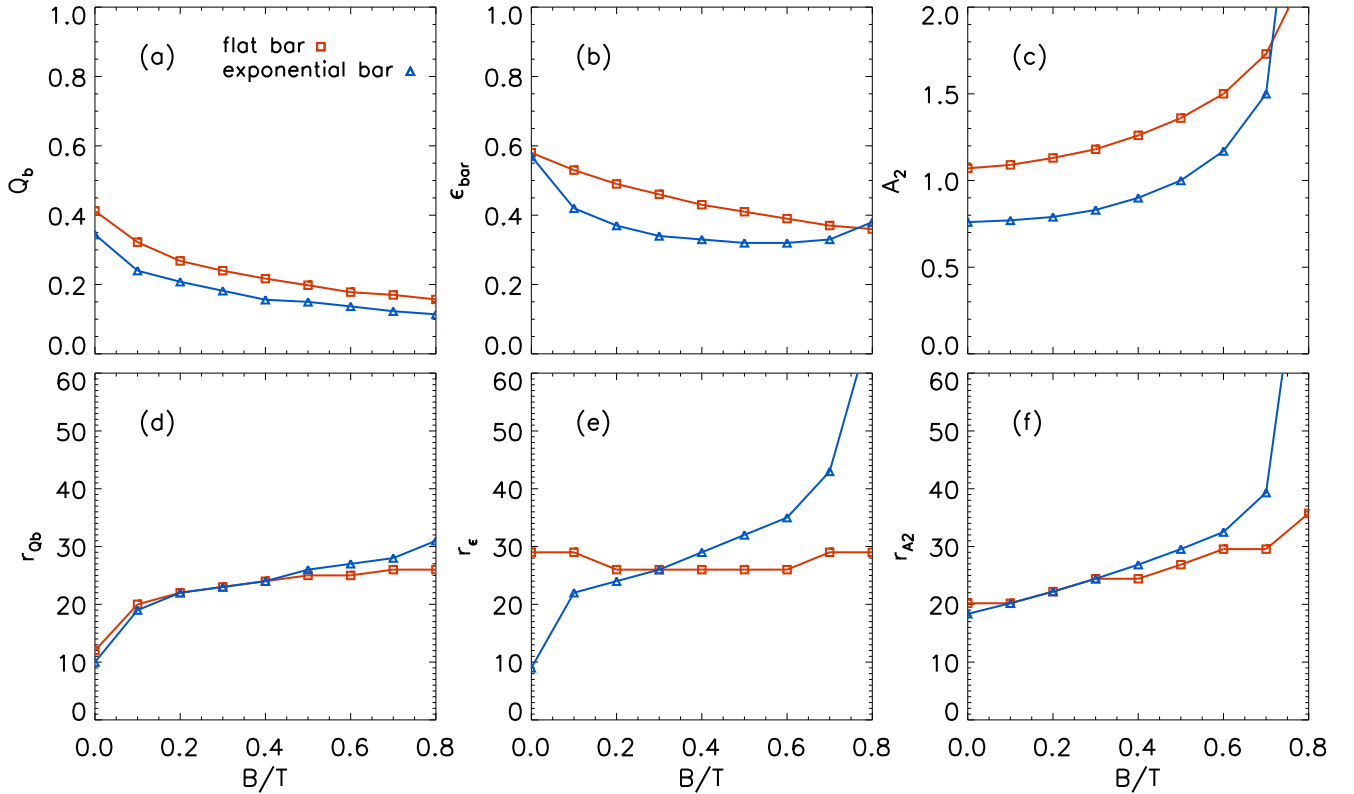 1.0 1.0 2.0
(a) flat bar (b) (c)
exponential bar
0.8 0.8
1.5
0.6 0.6
Q_b ε_bar A_2 1.0
0.4 0.4
0.5
0.2 0.2
0.0 0.0 0.0
60 60 60
(d) (e) (f)
50 50 50
40 40 40
r_Qb 30 r_ε 30 r_A2 30
20 20 20
10 10 10
0 0 0
0.0 0.2 0.4 0.6 0.8 0.0 0.2 0.4 0.6 0.8 0.0 0.2 0.4 0.6 0.8
B/T B/T B/T